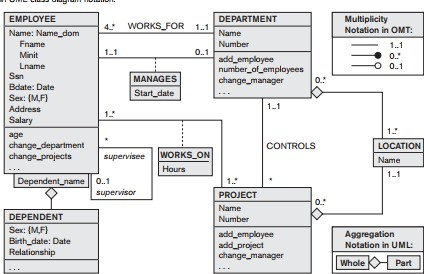 in UML class diagram notation.
EMPLOYEE
Name: Name_dom
Fname
Minit
Lname
Ssn
Bdate: Date
Sex: {M,F}
Address
Salary
age
change_department
change_projects
. . .
Dependent_name
DEPENDENT
Sex: {M,F}
Birth_date: Date
Relationship
. . .
4..* WORKS_FOR 1..1
1..1 0..1
MANAGES
Start_date
1..*
*
supervisee
0..1
supervisor
WORKS_ON
Hours
1..* *
DEPARTMENT
Name
Number
add_employee
number_of_employees
change_manager
. . .
0..*
1..1
CONTROLS
PROJECT
Name
Number
add_employee
add_project
change_manager
. . .
0..*
1..*
LOCATION
Name
1..1
Multiplicity
Notation in OMT:
1..1
0..*
0..1
Aggregation
Notation in UML:
Whole Part